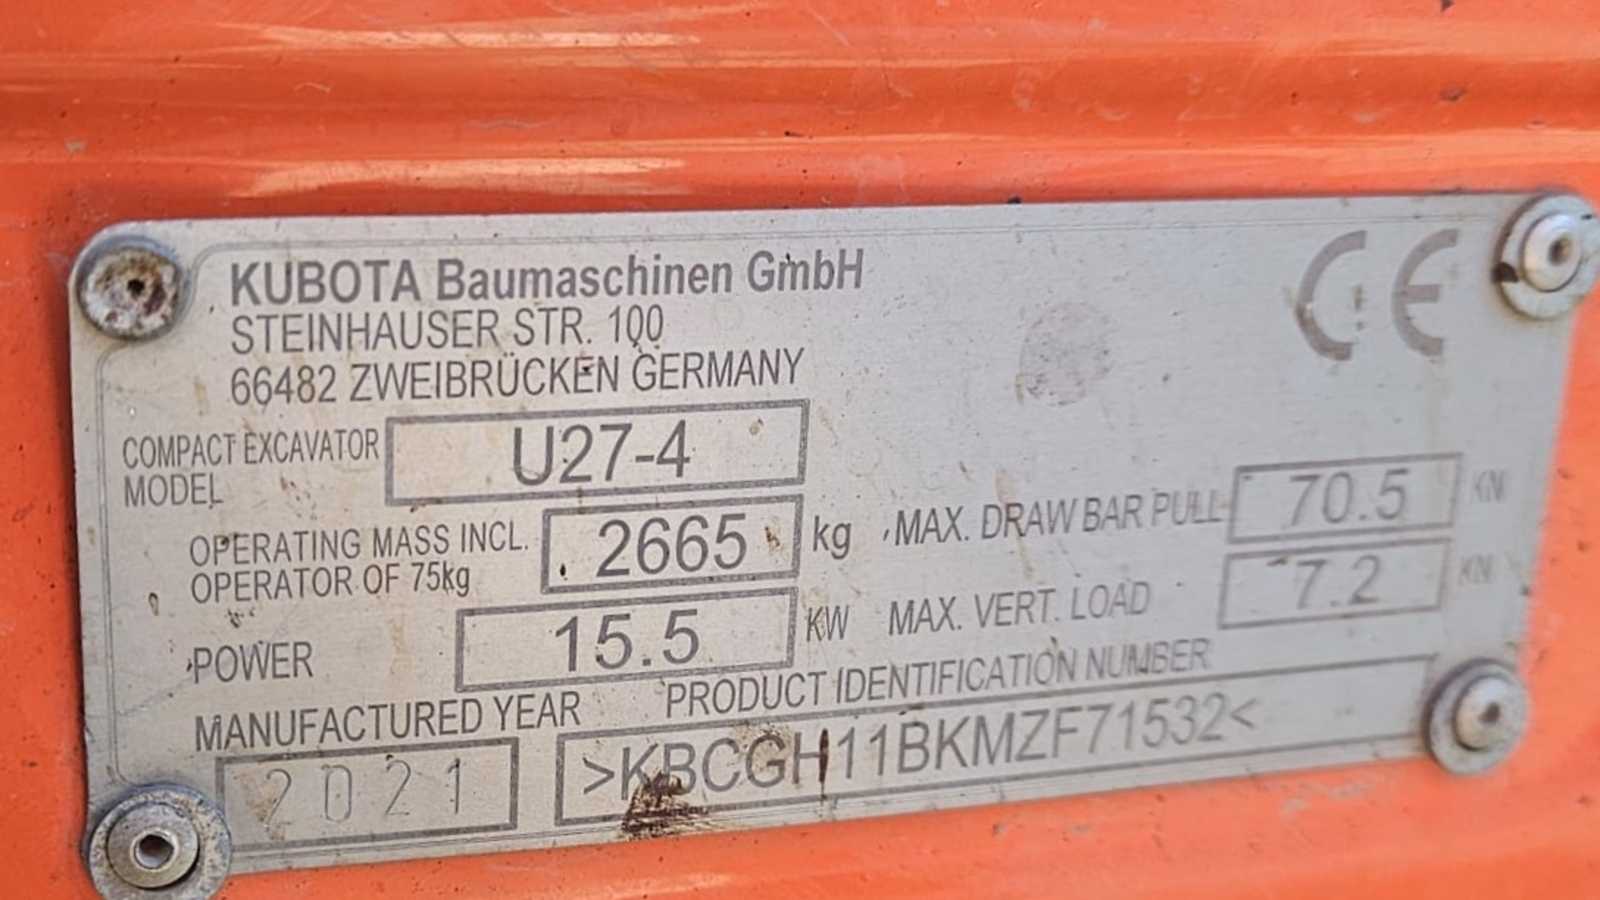 KUBOTA Baumaschinen GmbH
STEINHAUSER STR. 100
66482 ZWEIBRÜCKEN GERMANY
CE
COMPACT EXCAVATOR
MODEL
U27-4
OPERATING MASS INCL.
OPERATOR OF 75kg
2665 kg
MAX. DRAW BAR PULL 70.5 KN
POWER 15.5 KW
MAX. VERT. LOAD 7.2 KN
MANUFACTURED YEAR
2021
PRODUCT IDENTIFICATION NUMBER
>KBCGH11BKMZF71532<